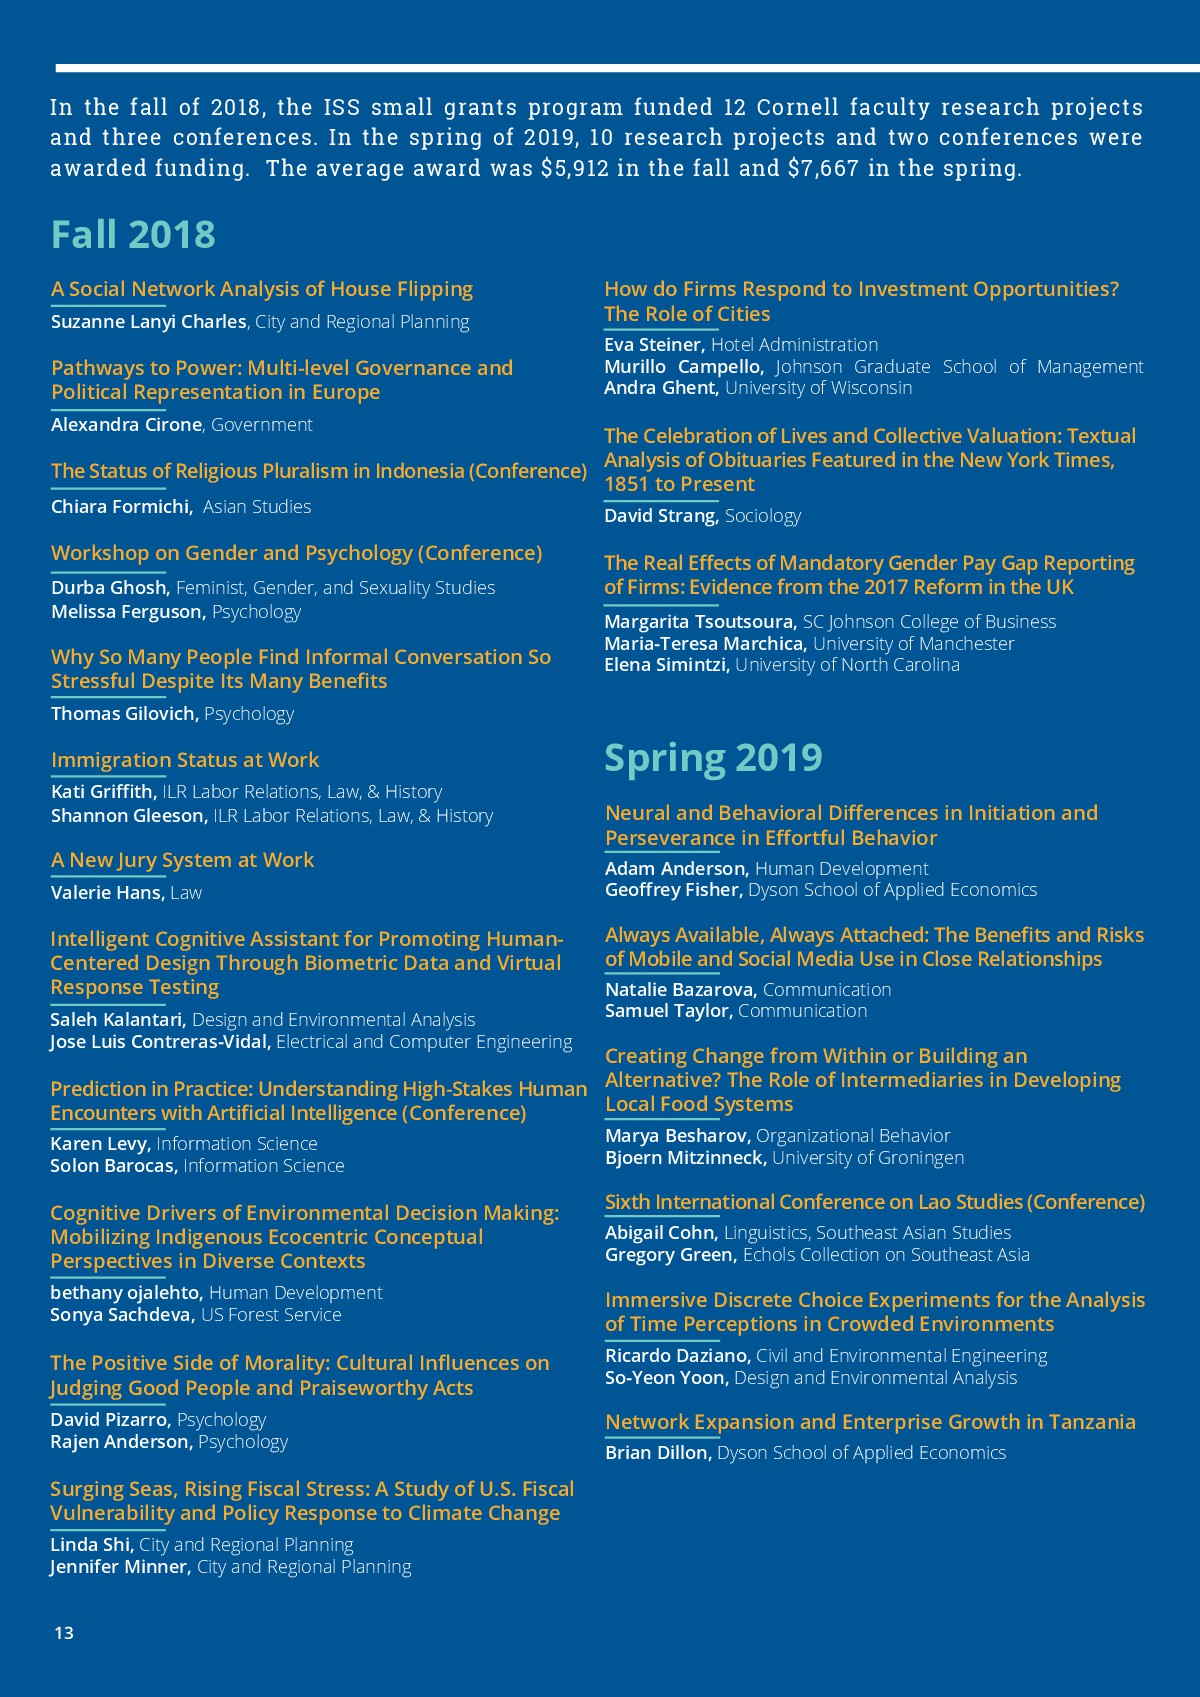 In the fall of 2018, the ISS small grants program funded 12 Cornell faculty research projects
and three conferences. In the spring of 2019, 10 research projects and two conferences were
awarded funding.  The average award was $5,912 in the fall and $7,667 in the spring.
Fall 2018
A Social Network Analysis of House Flipping
Suzanne Lanyi Charles, City and Regional Planning
Pathways to Power: Multi-level Governance and
Political Representation in Europe
Alexandra Cirone, Government
The Status of Religious Pluralism in Indonesia (Conference)
Chiara Formichi,  Asian Studies
Workshop on Gender and Psychology (Conference)
Durba Ghosh, Feminist, Gender, and Sexuality Studies
Melissa Ferguson, Psychology
Why So Many People Find Informal Conversation So
Stressful Despite Its Many Benefits
Thomas Gilovich, Psychology
Immigration Status at Work
Kati Griffith, ILR Labor Relations, Law, & History
Shannon Gleeson, ILR Labor Relations, Law, & History
A New Jury System at Work
Valerie Hans, Law
Intelligent Cognitive Assistant for Promoting Human-
Centered Design Through Biometric Data and Virtual
Response Testing
Saleh Kalantari, Design and Environmental Analysis
Jose Luis Contreras-Vidal, Electrical and Computer Engineering
Prediction in Practice: Understanding High-Stakes Human
Encounters with Artificial Intelligence (Conference)
Karen Levy, Information Science
Solon Barocas, Information Science
Cognitive Drivers of Environmental Decision Making:
Mobilizing Indigenous Ecocentric Conceptual
Perspectives in Diverse Contexts
bethany ojalehto, Human Development
Sonya Sachdeva, US Forest Service
The Positive Side of Morality: Cultural Influences on
Judging Good People and Praiseworthy Acts
David Pizarro, Psychology
Rajen Anderson, Psychology
Surging Seas, Rising Fiscal Stress: A Study of U.S. Fiscal
Vulnerability and Policy Response to Climate Change
Linda Shi, City and Regional Planning
Jennifer Minner, City and Regional Planning
How do Firms Respond to Investment Opportunities?
The Role of Cities
Eva Steiner, Hotel Administration
Murillo Campello, Johnson Graduate School of Management
Andra Ghent, University of Wisconsin
The Celebration of Lives and Collective Valuation: Textual
Analysis of Obituaries Featured in the New York Times,
1851 to Present
David Strang, Sociology
The Real Effects of Mandatory Gender Pay Gap Reporting
of Firms: Evidence from the 2017 Reform in the UK
Margarita Tsoutsoura, SC Johnson College of Business
Maria-Teresa Marchica, University of Manchester
Elena Simintzi, University of North Carolina
Spring 2019
Neural and Behavioral Differences in Initiation and
Perseverance in Effortful Behavior
Adam Anderson, Human Development
Geoffrey Fisher, Dyson School of Applied Economics
Always Available, Always Attached: The Benefits and Risks
of Mobile and Social Media Use in Close Relationships
Natalie Bazarova, Communication
Samuel Taylor, Communication
Creating Change from Within or Building an
Alternative? The Role of Intermediaries in Developing
Local Food Systems
Marya Besharov, Organizational Behavior
Bjoern Mitzinneck, University of Groningen
Sixth International Conference on Lao Studies (Conference)
Abigail Cohn, Linguistics, Southeast Asian Studies
Gregory Green, Echols Collection on Southeast Asia
Immersive Discrete Choice Experiments for the Analysis
of Time Perceptions in Crowded Environments
Ricardo Daziano, Civil and Environmental Engineering
So-Yeon Yoon, Design and Environmental Analysis
Network Expansion and Enterprise Growth in Tanzania
Brian Dillon, Dyson School of Applied Economics
13